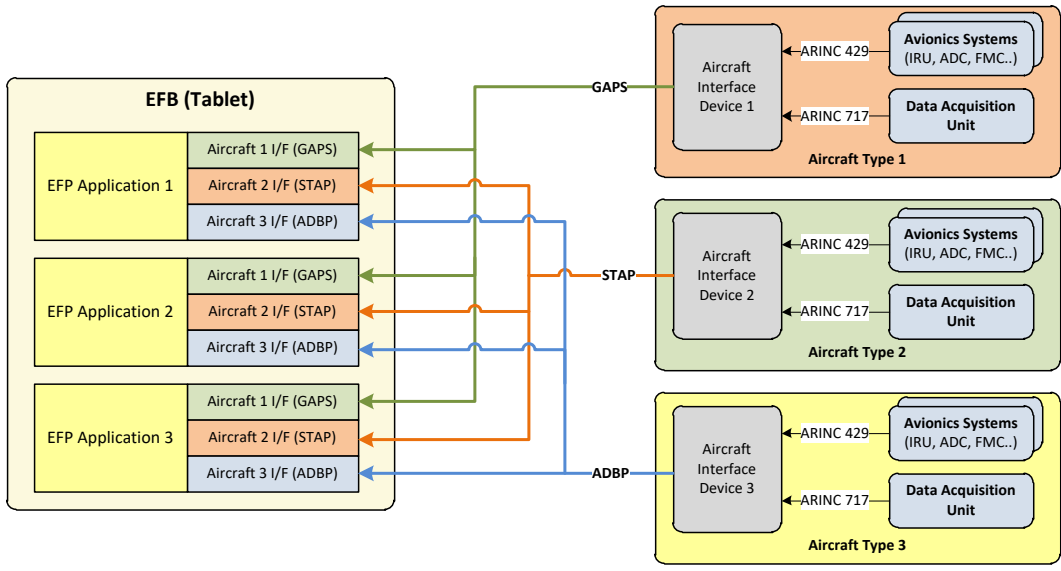 EFB (Tablet)
EFP Application 1
Aircraft 1 I/F (GAPS)
Aircraft 2 I/F (STAP)
Aircraft 3 I/F (ADBP)
EFP Application 2
Aircraft 1 I/F (GAPS)
Aircraft 2 I/F (STAP)
Aircraft 3 I/F (ADBP)
EFP Application 3
Aircraft 1 I/F (GAPS)
Aircraft 2 I/F (STAP)
Aircraft 3 I/F (ADBP)
GAPS
STAP
ADBP
Aircraft
Interface
Device 1
ARINC 429
ARINC 717
Avionics Systems
(IRU, ADC, FMC..)
Data Acquisition
Unit
Aircraft Type 1
Aircraft
Interface
Device 2
ARINC 429
ARINC 717
Avionics Systems
(IRU, ADC, FMC..)
Data Acquisition
Unit
Aircraft Type 2
Aircraft
Interface
Device 3
ARINC 429
ARINC 717
Avionics Systems
(IRU, ADC, FMC..)
Data Acquisition
Unit
Aircraft Type 3